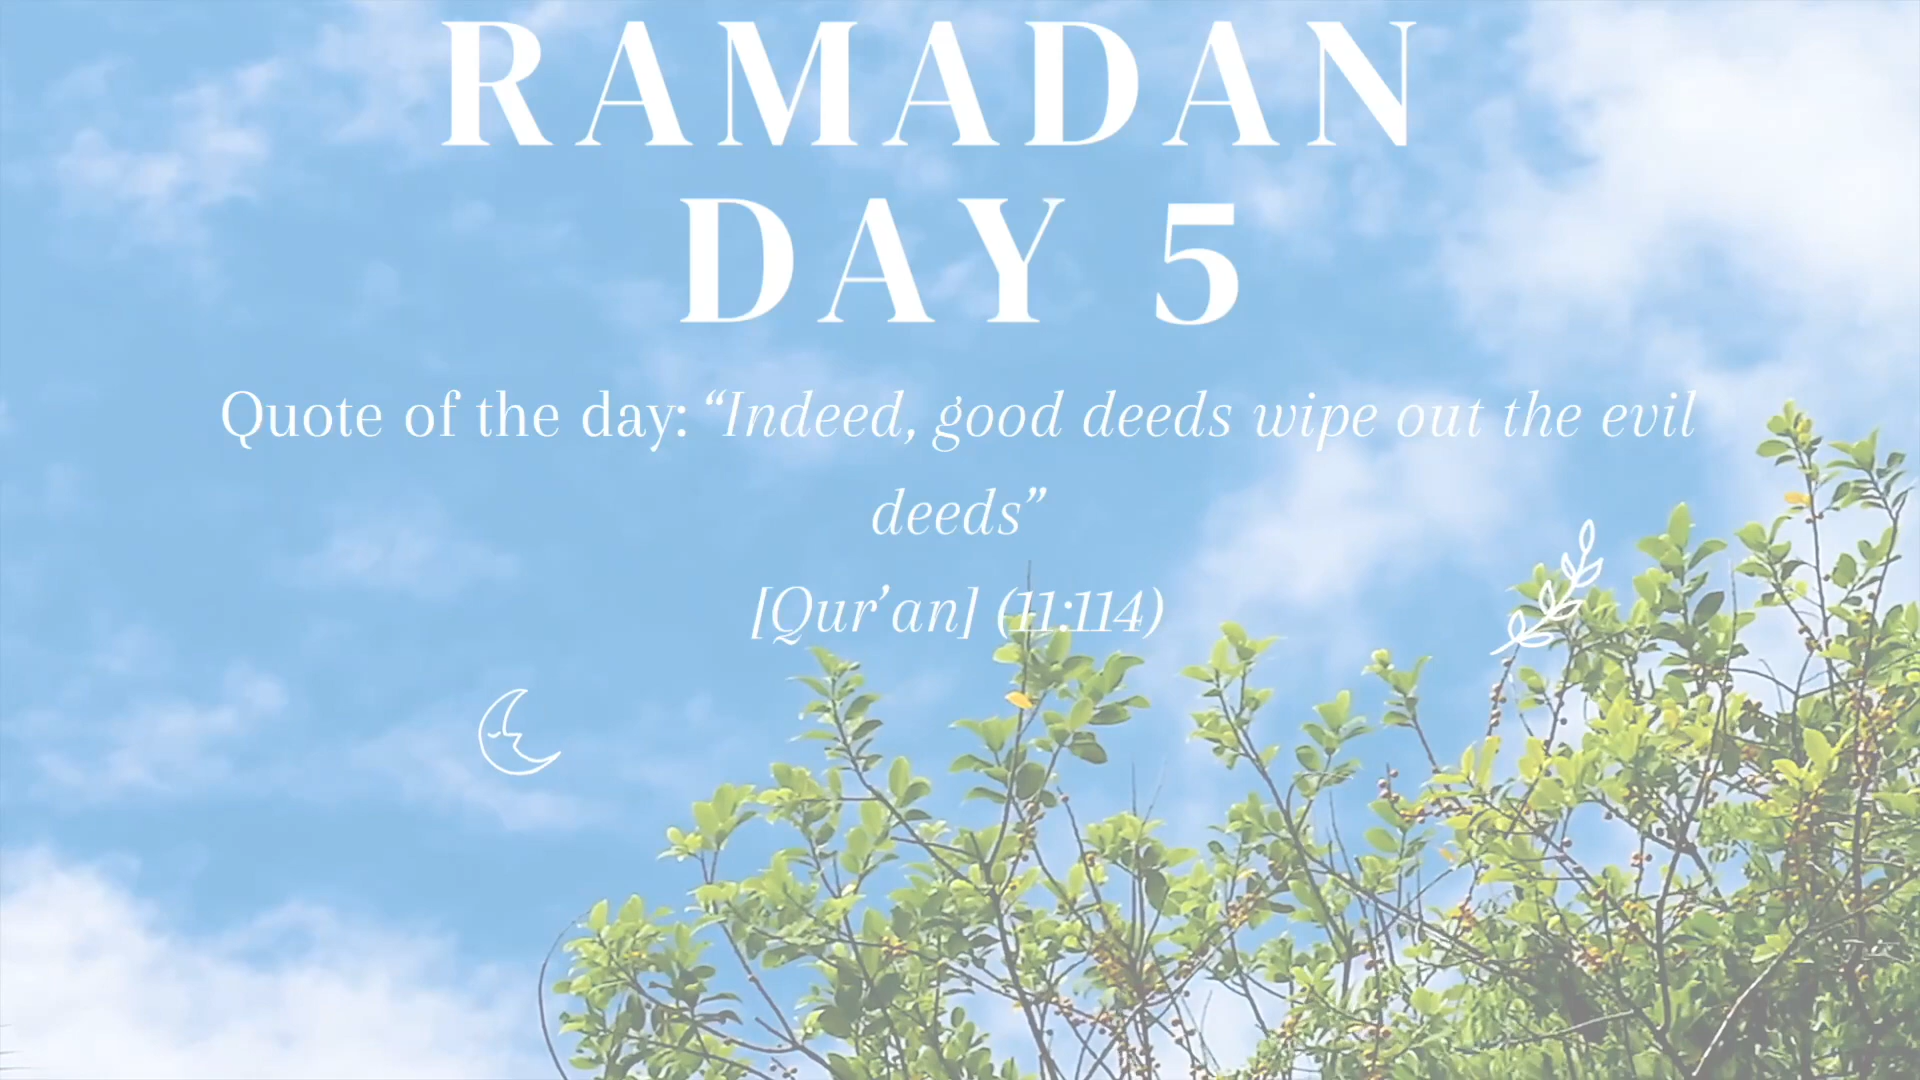 RAMADAN
DAY 5
Quote of the day: “Indeed, good deeds wipe out the evil
deeds”
[Qur’an] (11:114)